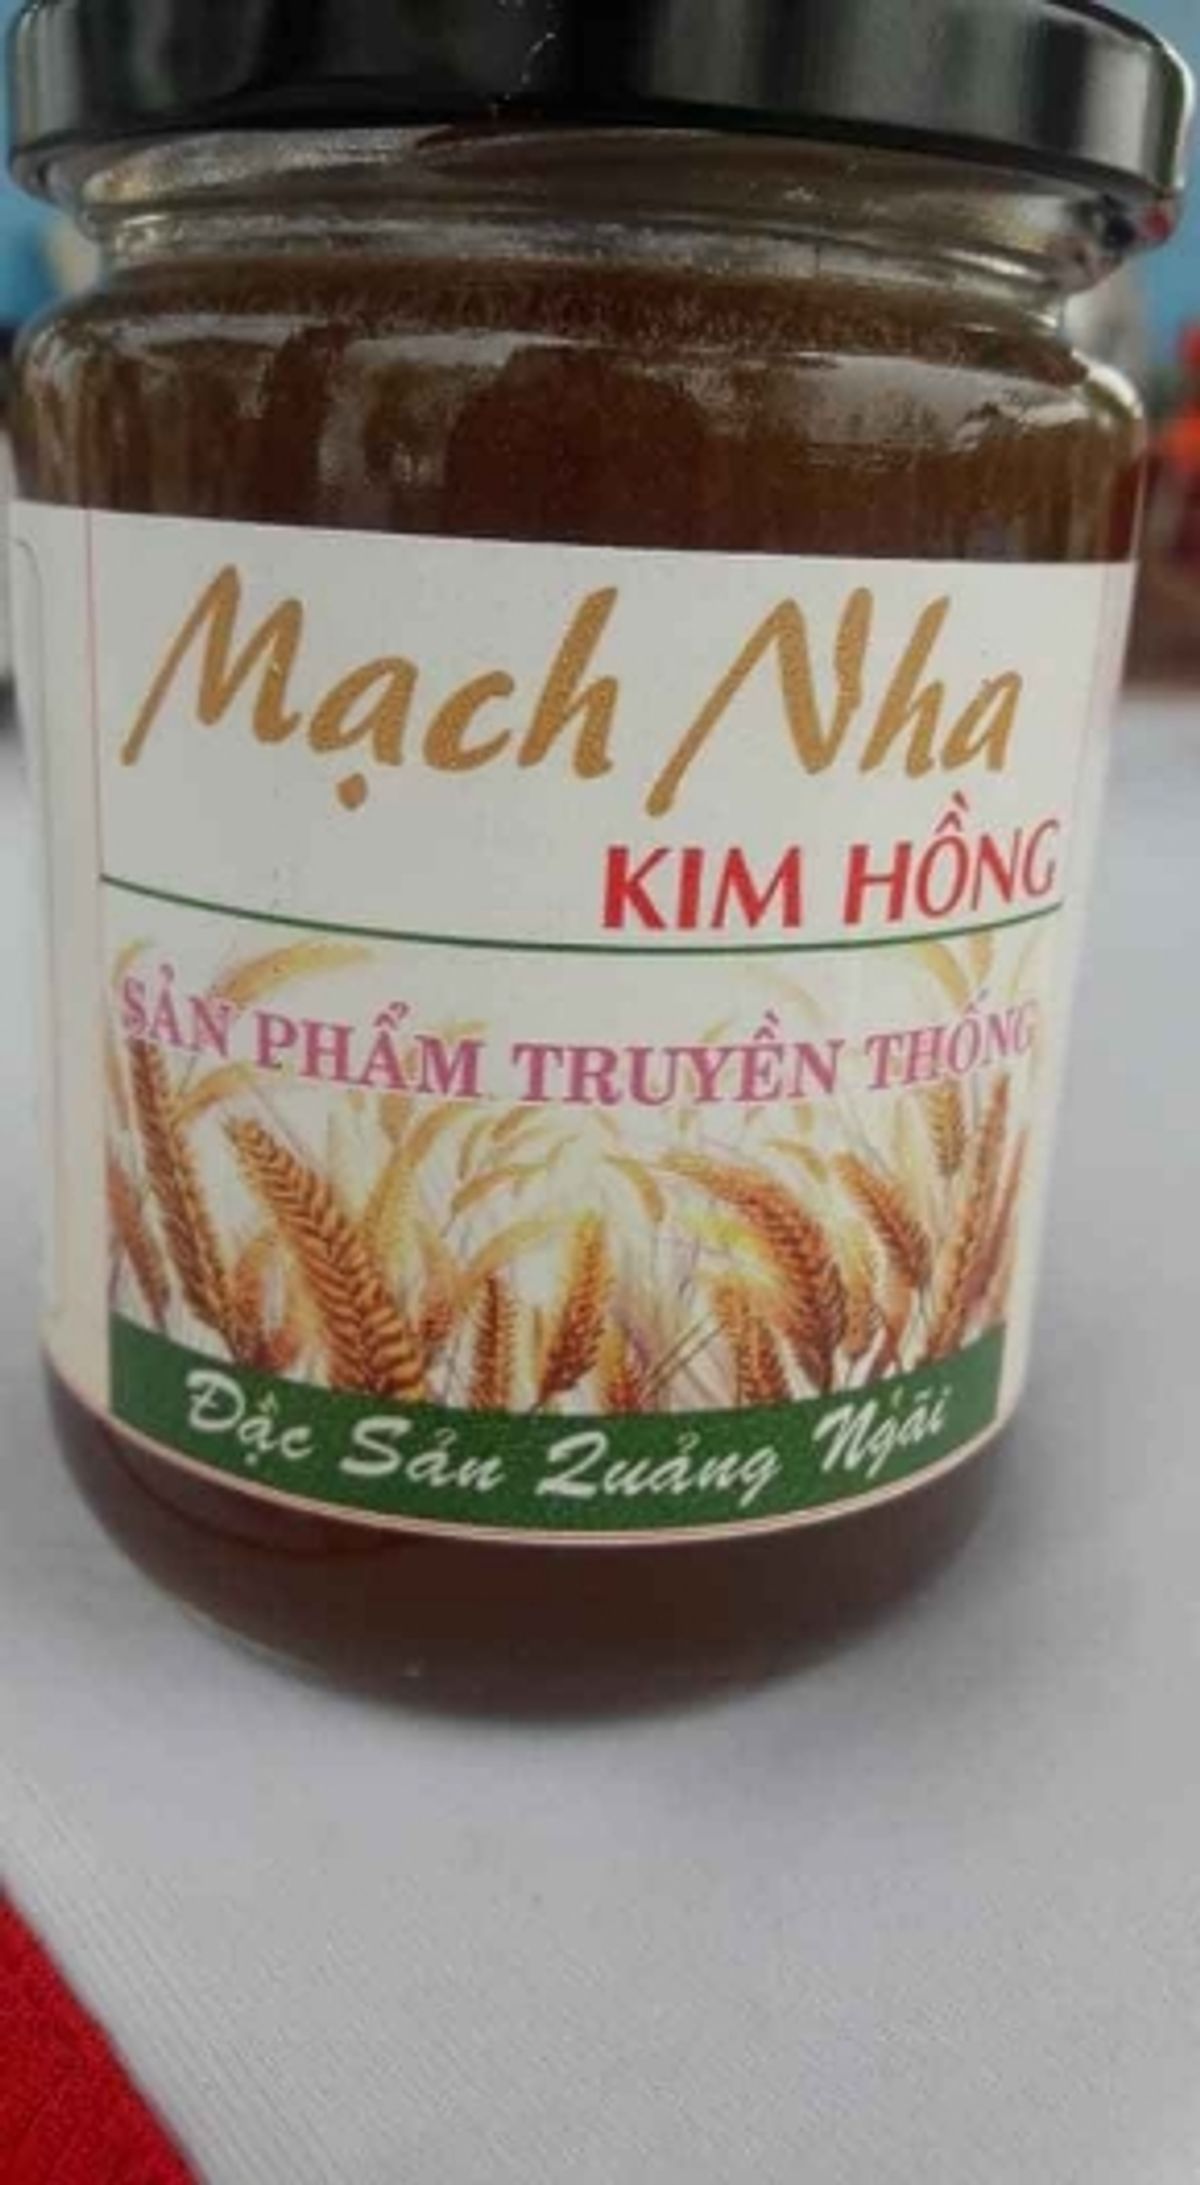 Mạch Nha
KIM HỒNG
SẢN PHẨM TRUYỀN THỐNG
Đặc Sản Quảng Ngãi